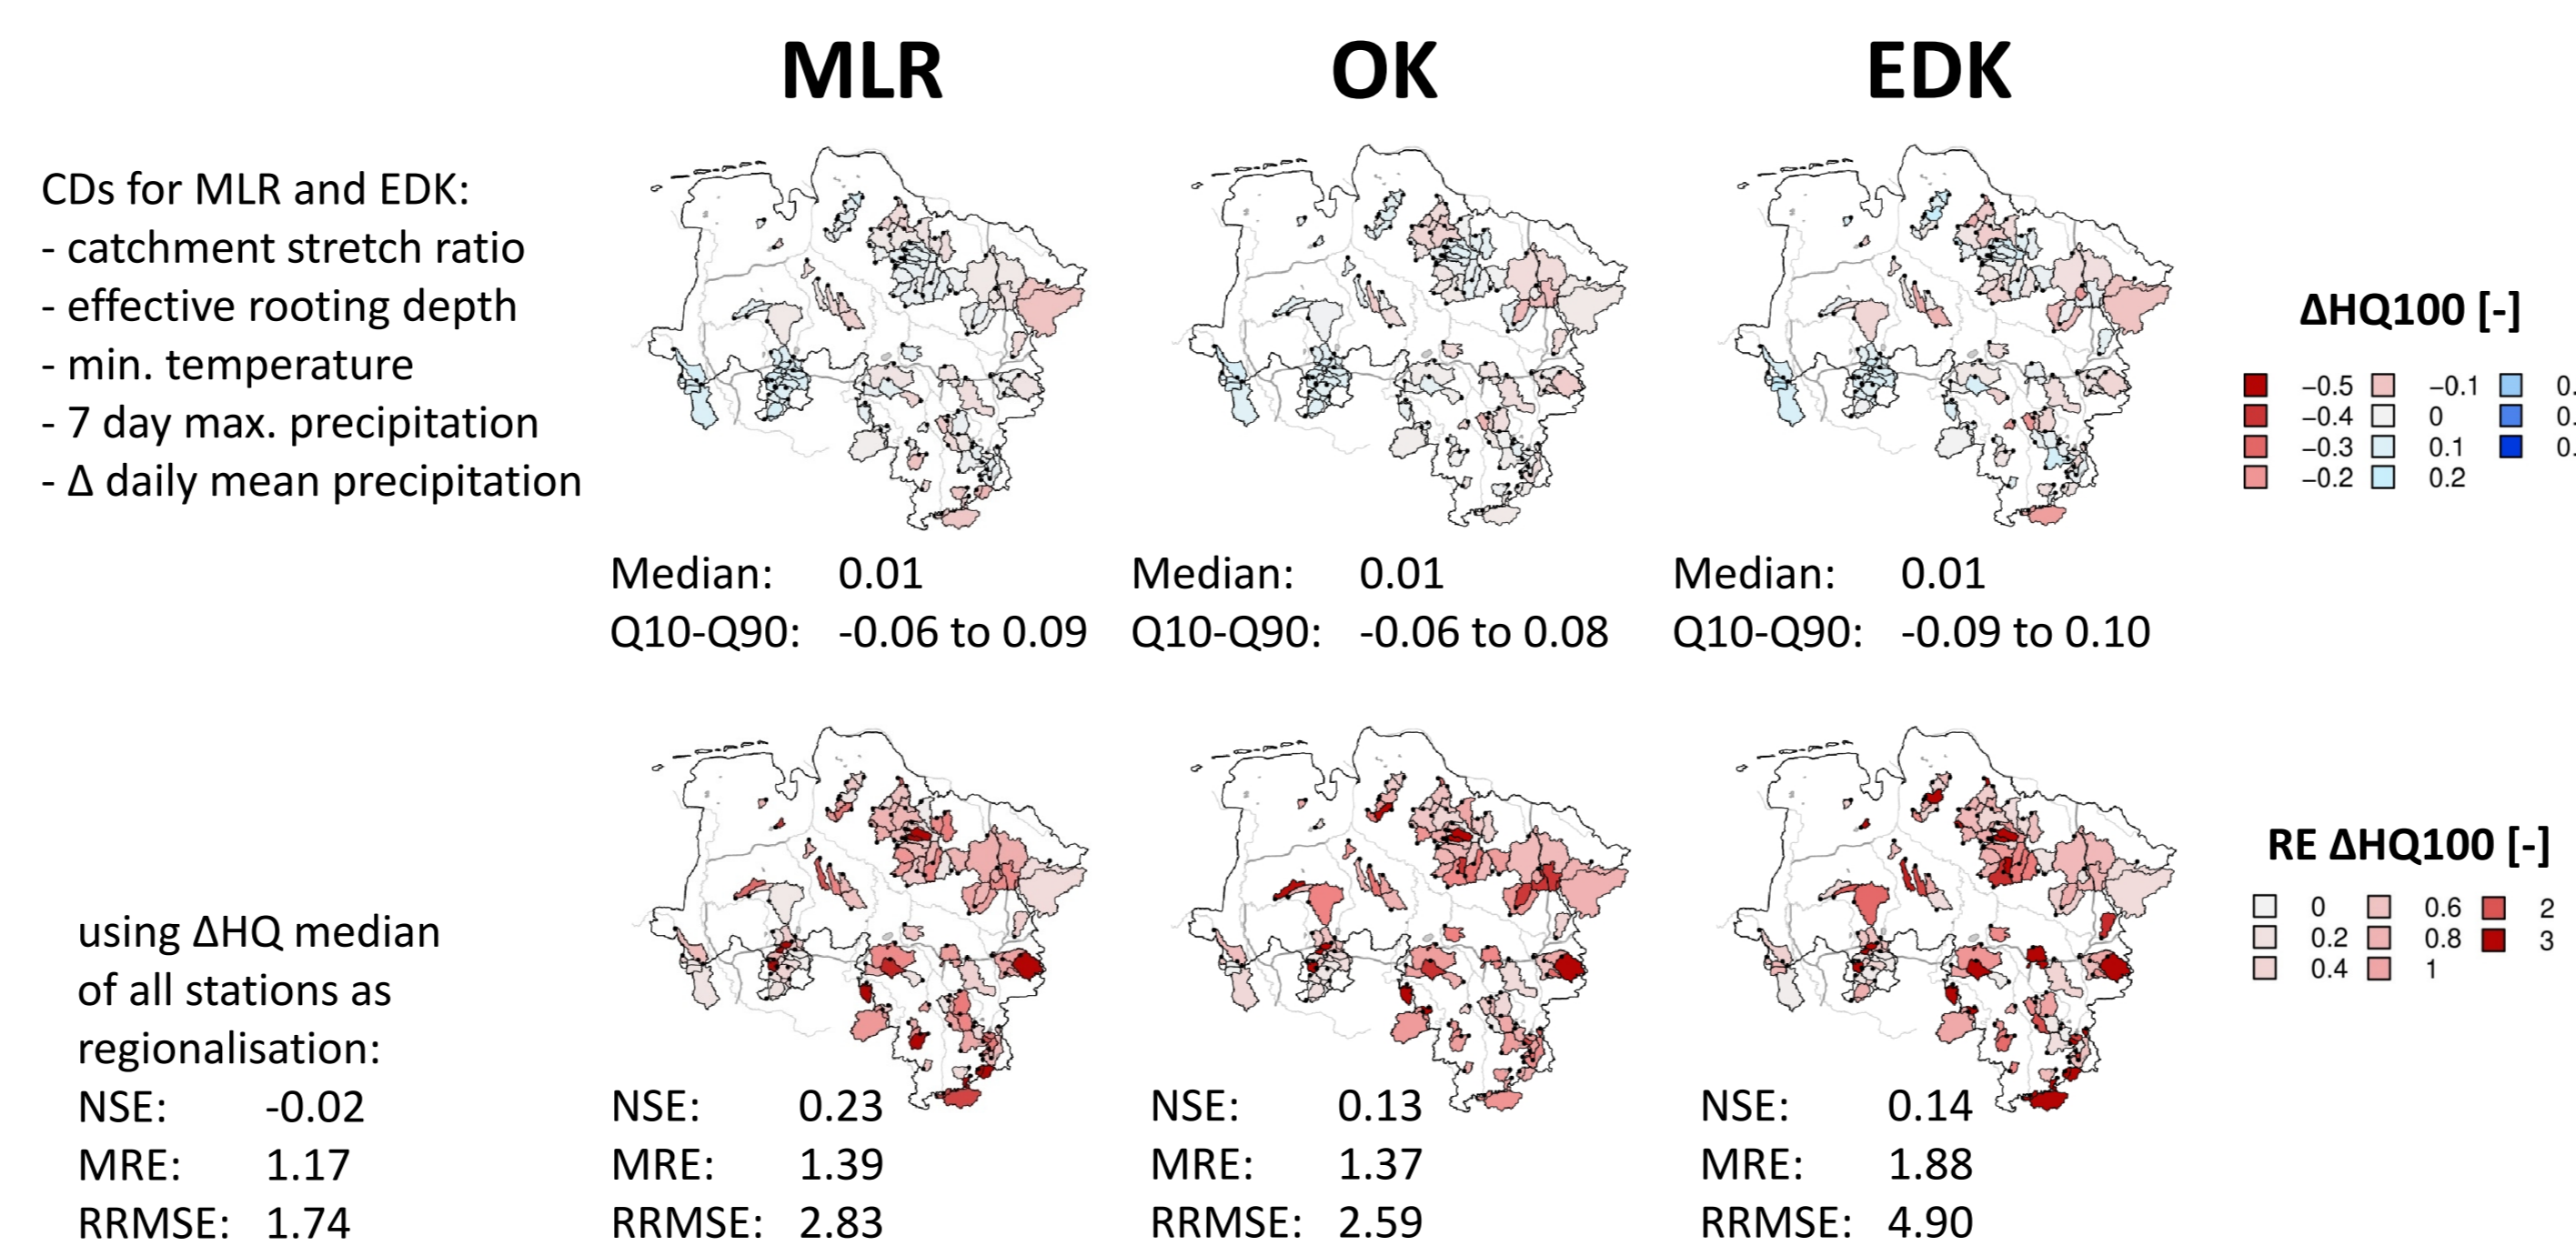 MLR
OK
EDK
CDs for MLR and EDK:
- catchment stretch ratio
- effective rooting depth
- min. temperature
- 7 day max. precipitation
- Δ daily mean precipitation
ΔHQ100 [-]
−0.5 −0.1 0.
−0.4 0 0.
−0.3 0.1 0.
−0.2 0.2
Median: 0.01
Q10-Q90: -0.06 to 0.09
Median: 0.01
Q10-Q90: -0.06 to 0.08
Median: 0.01
Q10-Q90: -0.09 to 0.10
RE ΔHQ100 [-]
0 0.6 2
0.2 0.8 3
0.4 1
using ΔHQ median
of all stations as
regionalisation:
NSE: -0.02
MRE: 1.17
RRMSE: 1.74
NSE: 0.23
MRE: 1.39
RRMSE: 2.83
NSE: 0.13
MRE: 1.37
RRMSE: 2.59
NSE: 0.14
MRE: 1.88
RRMSE: 4.90